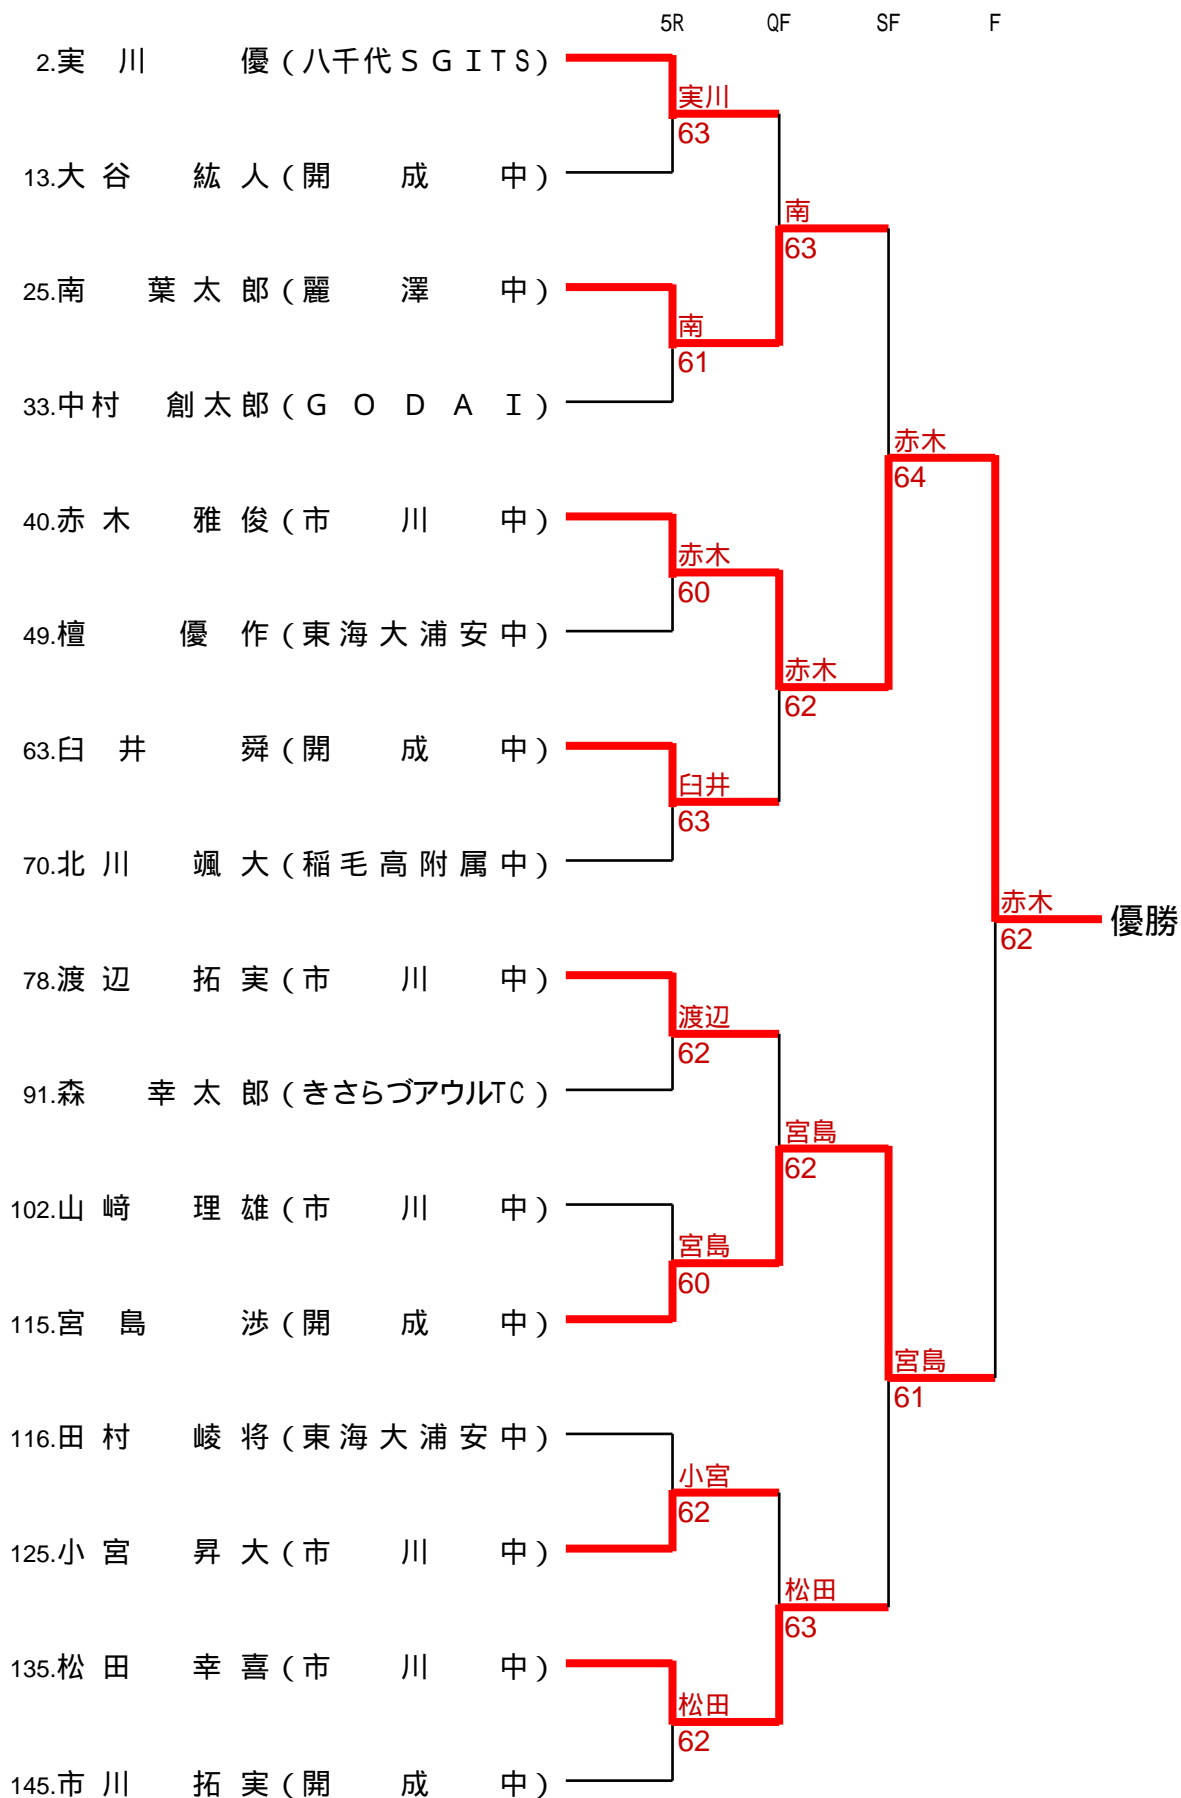 5R QF SF F
2.実川 優(八千代SGITS)
実川
63
13.大谷 紘人(開成中)
南
63
25.南 葉太郎(麗澤中)
南
61
33.中村 創太郎(GODAI)
赤木
64
40.赤木 雅俊(市川中)
赤木
60
49.檀 優作(東海大浦安中)
赤木
62
63.臼井 舜(開成中)
臼井
63
70.北川 颯大(稲毛高附属中)
赤木
62
優勝
78.渡辺 拓実(市川中)
渡辺
62
91.森 幸太郎(きさらづアウルTC)
宮島
62
102.山﨑 理雄(市川中)
宮島
60
115.宮島 渉(開成中)
宮島
61
116.田村 崚将(東海大浦安中)
小宮
62
125.小宮 昇大(市川中)
松田
63
135.松田 幸喜(市川中)
松田
62
145.市川 拓実(開成中)